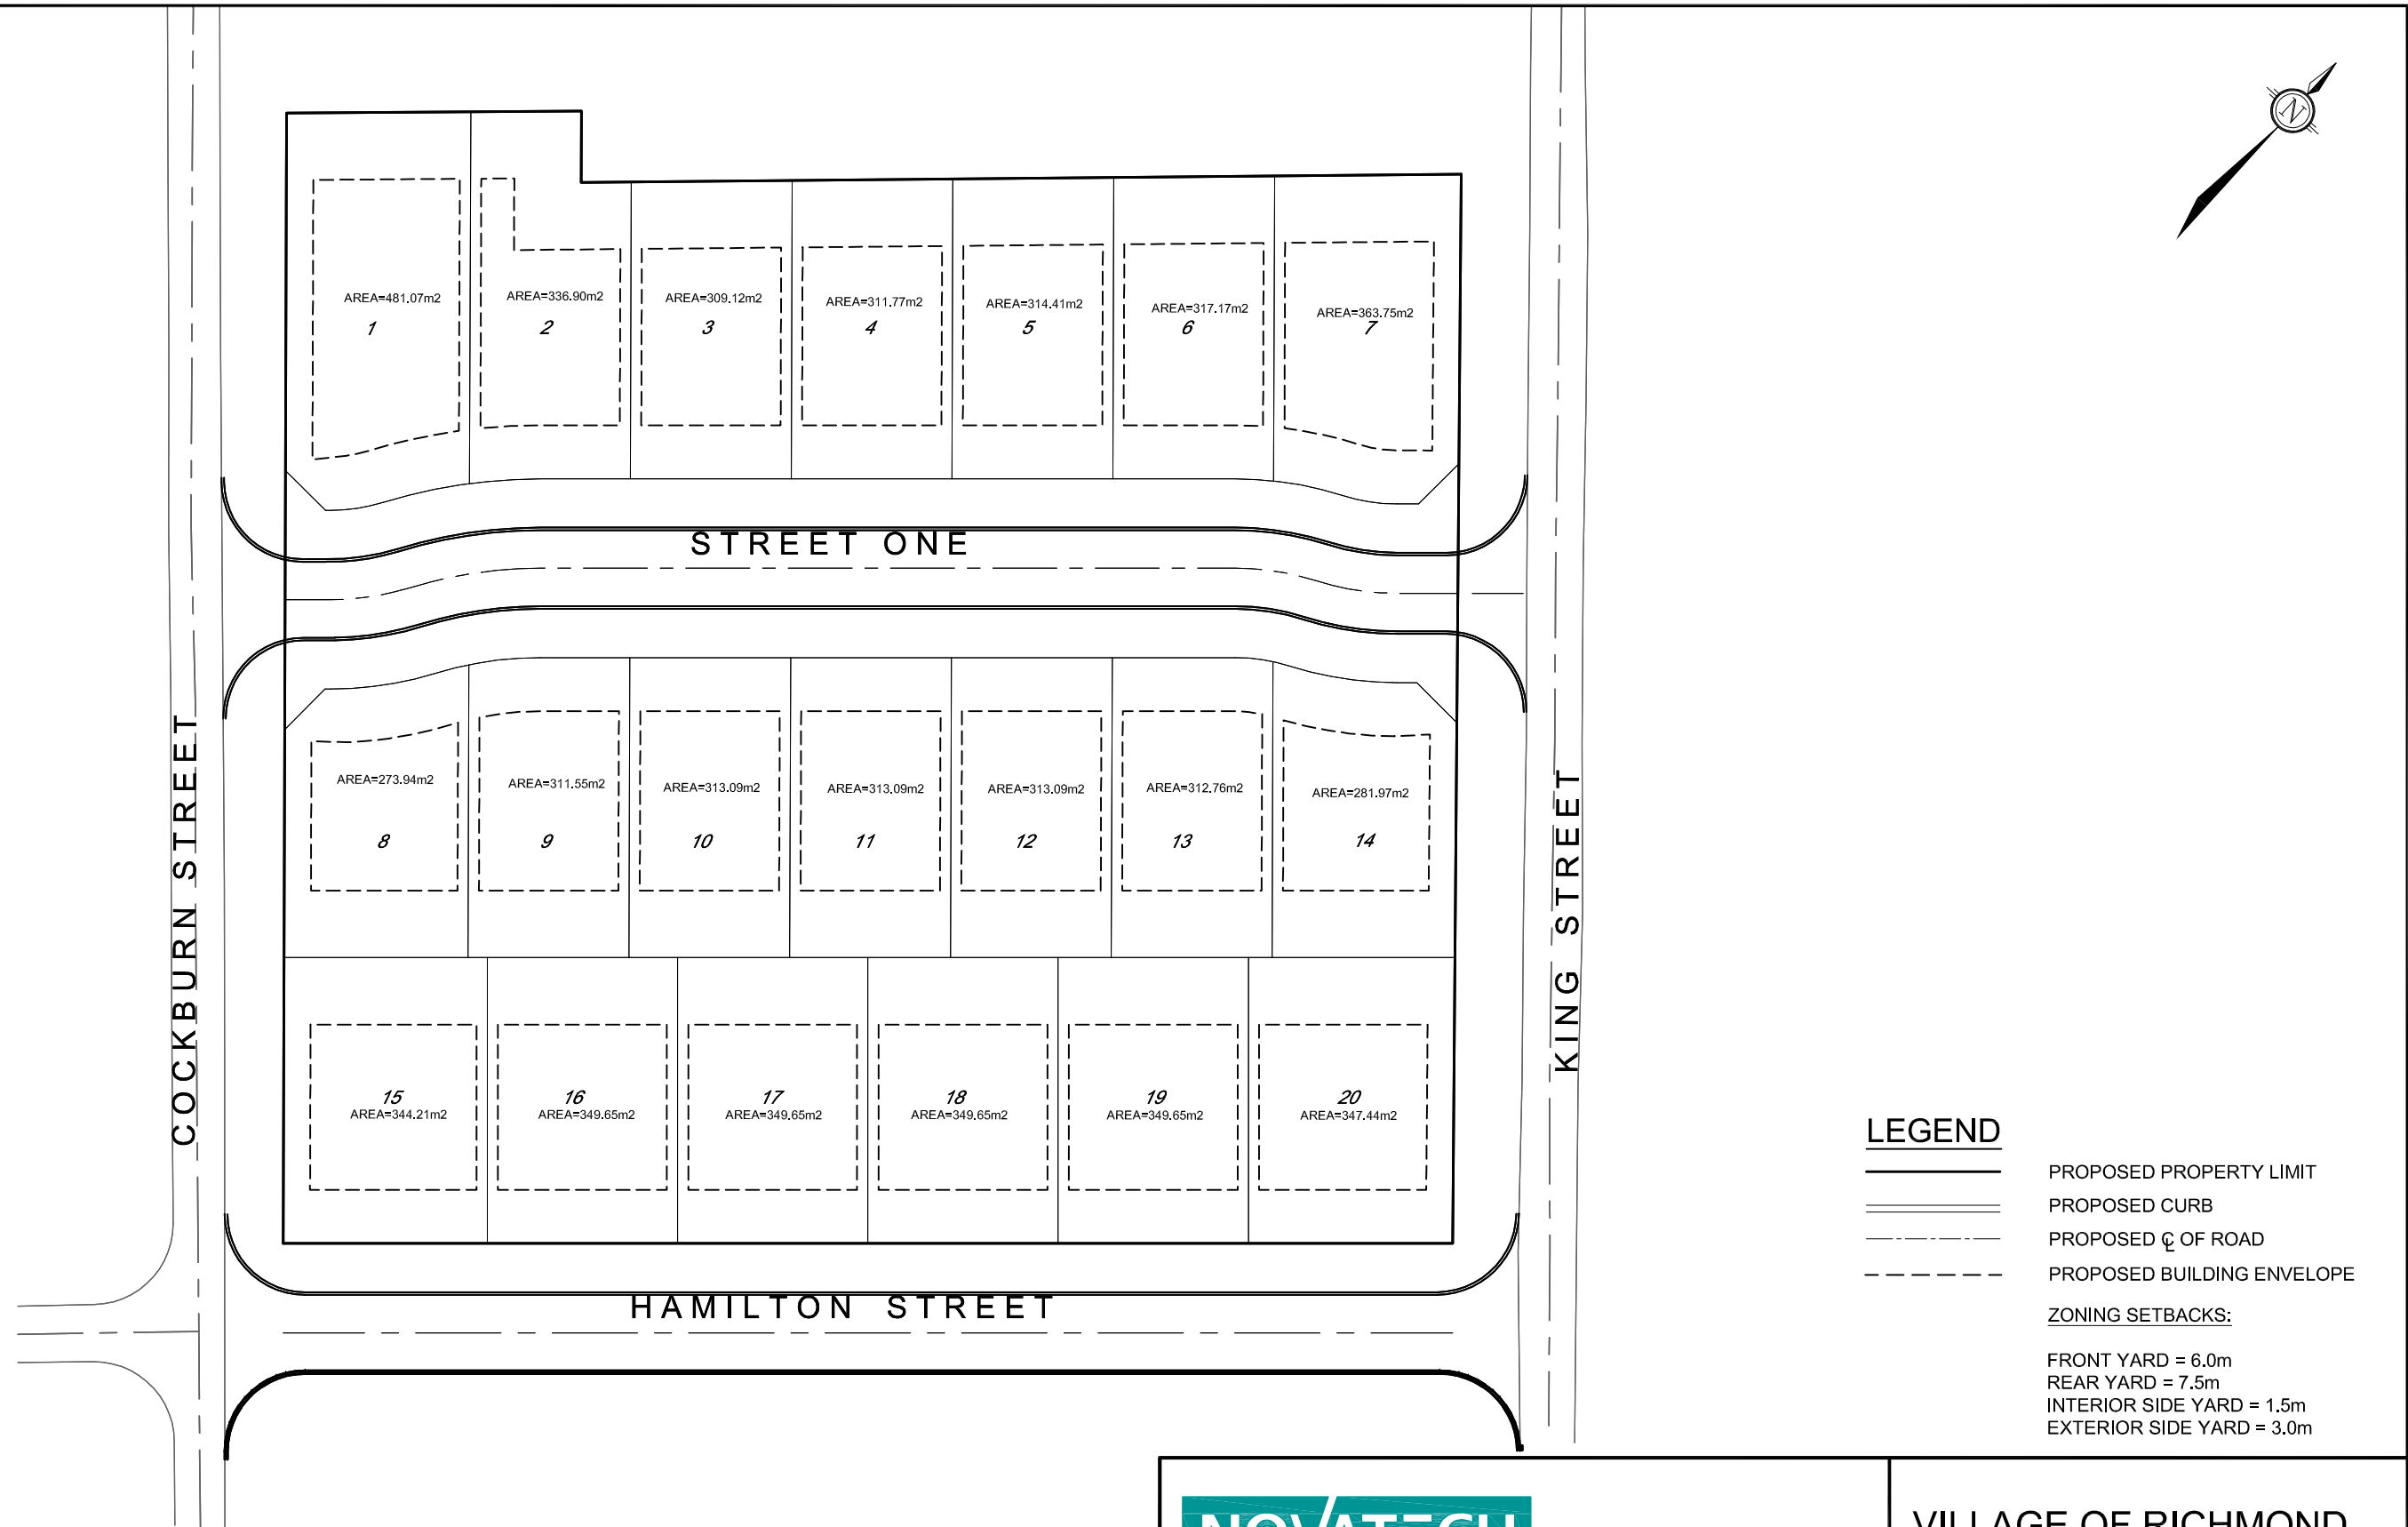 N
AREA=481.07m2
1
AREA=336.90m2
2
AREA=309.12m2
3
AREA=311.77m2
4
AREA=314.41m2
5
AREA=317.17m2
6
AREA=363.75m2
7
STREET ONE
AREA=273.94m2
8
AREA=311.55m2
9
AREA=313.09m2
10
AREA=313.09m2
11
AREA=313.09m2
12
AREA=312.76m2
13
AREA=281.97m2
14
COCKBURN STREET
KING STREET
15
AREA=344.21m2
16
AREA=349.65m2
17
AREA=349.65m2
18
AREA=349.65m2
19
AREA=349.65m2
20
AREA=347.44m2
HAMILTON STREET
LEGEND
PROPOSED PROPERTY LIMIT
PROPOSED CURB
PROPOSED ℄ OF ROAD
PROPOSED BUILDING ENVELOPE
ZONING SETBACKS:
FRONT YARD = 6.0m
REAR YARD = 7.5m
INTERIOR SIDE YARD = 1.5m
EXTERIOR SIDE YARD = 3.0m
NOVATECH
VILLAGE OF RICHMOND